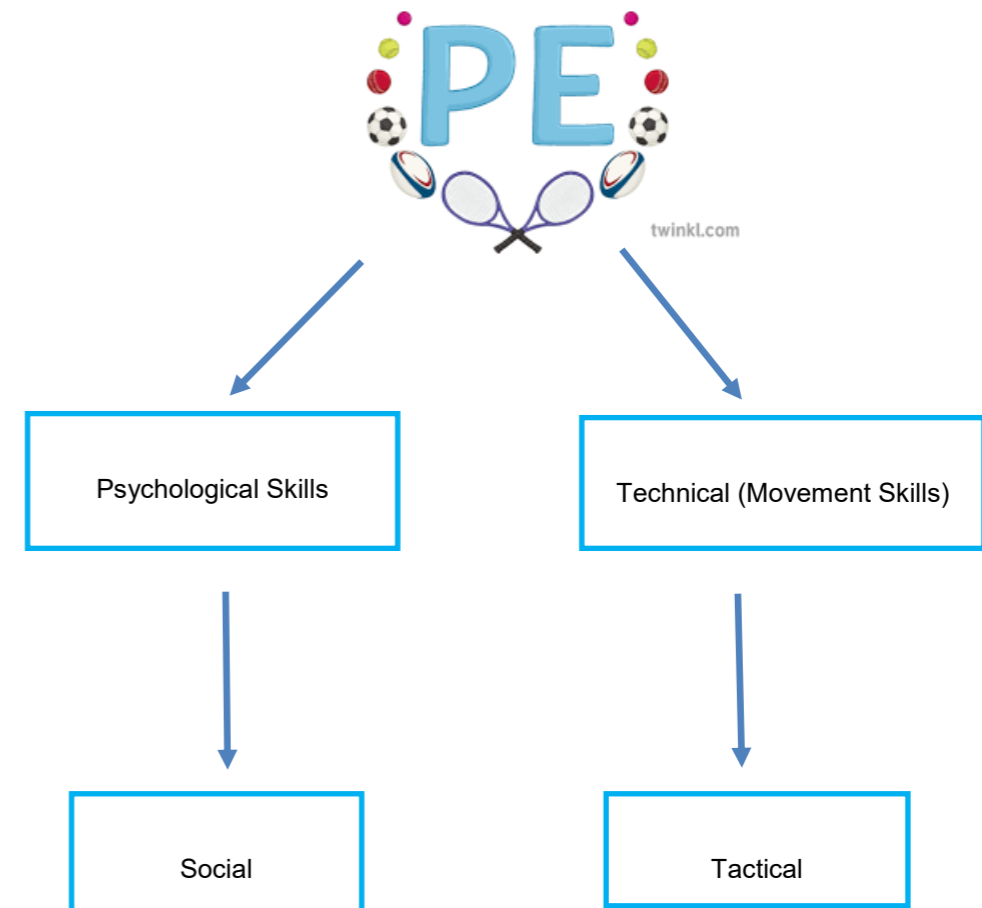 PE
twinkl.com
Psychological Skills
Technical (Movement Skills)
Social
Tactical